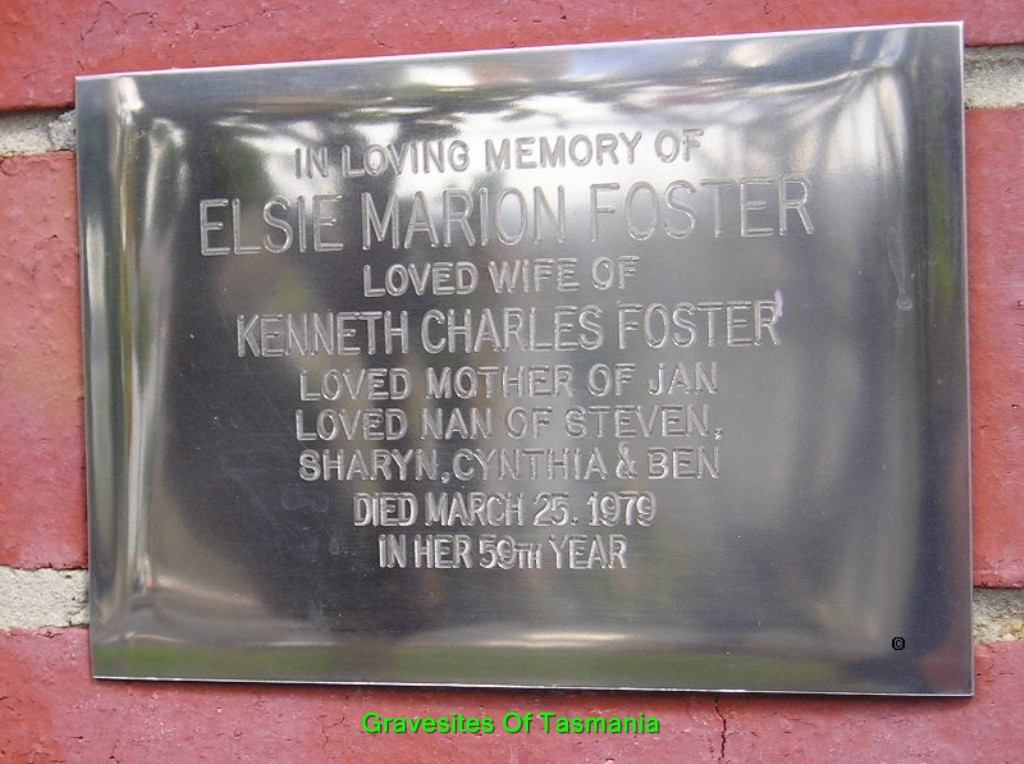 IN LOVING MEMORY OF
ELSIE MARION FOSTER
LOVED WIFE OF
KENNETH CHARLES FOSTER
LOVED MOTHER OF JAN
LOVED NAN OF STEVEN,
SHARYN, CYNTHIA & BEN
DIED MARCH 25. 1979
IN HER 59TH YEAR
©
Gravesites Of Tasmania